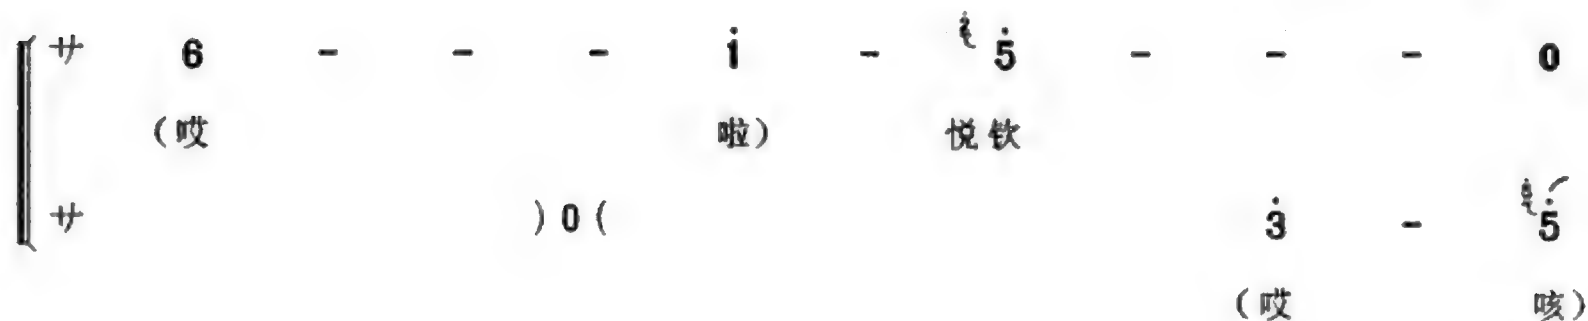 サ 6 - - - i̇ - 5̇ - - - 0
(哎 啦) 悦钦
サ )0( 3̇ - 5̇
(哎 咳)